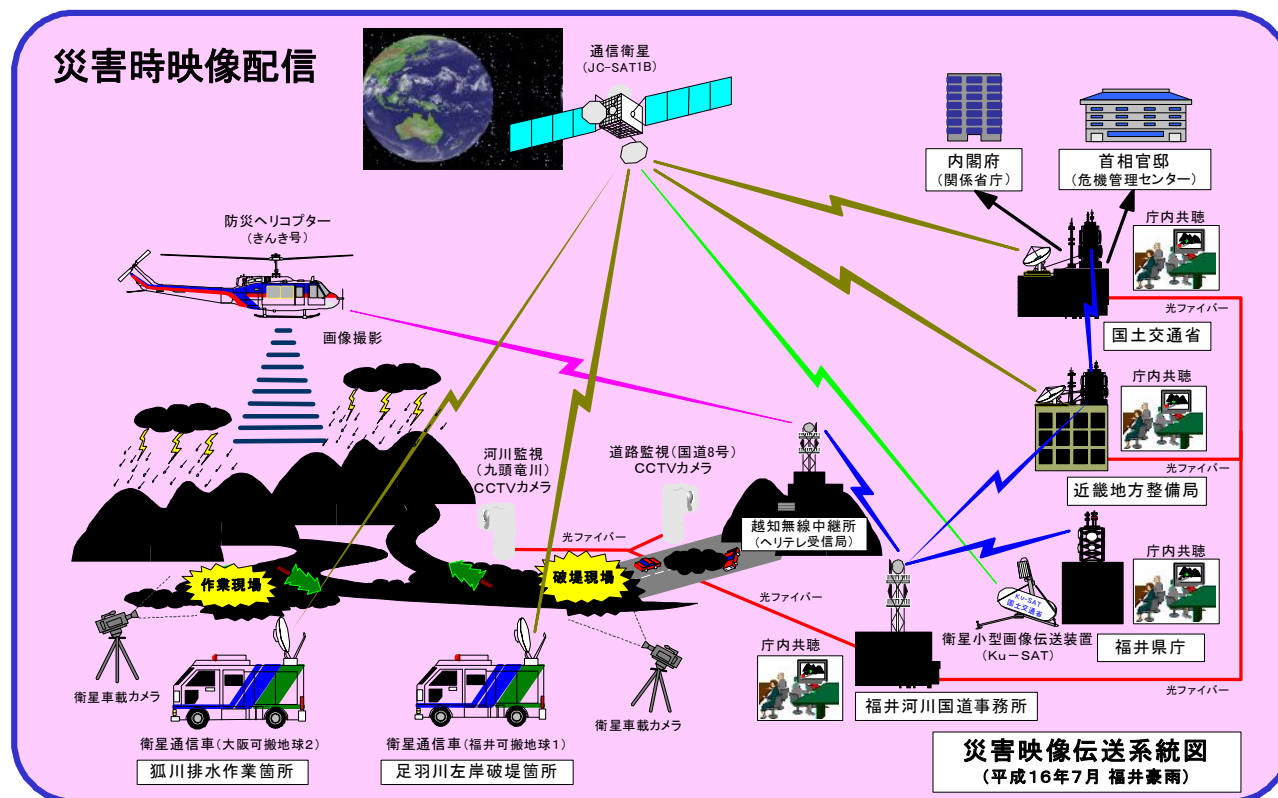 災害時映像配信
通信衛星
(JC-SAT1B)
内閣府
(関係省庁)
首相官邸
(危機管理センター)
防災ヘリコプター
(きんき号)
画像撮影
庁内共聴
光ファイバー
国土交通省
庁内共聴
光ファイバー
近畿地方整備局
河川監視
(九頭竜川)
CCTVカメラ
道路監視(国道8号)
CCTVカメラ
光ファイバー
越知無線中継所
(ヘリテレ受信局)
作業現場
破堤現場
光ファイバー
庁内共聴
Ku-SAT
国土交通省
衛星小型画像伝送装置
(Ku-SAT)
庁内共聴
福井県庁
光ファイバー
福井河川国道事務所
衛星車載カメラ
衛星車載カメラ
衛星通信車(大阪可搬地球2)
狐川排水作業箇所
衛星通信車(福井可搬地球1)
足羽川左岸破堤箇所
災害映像伝送系統図
(平成16年7月 福井豪雨)